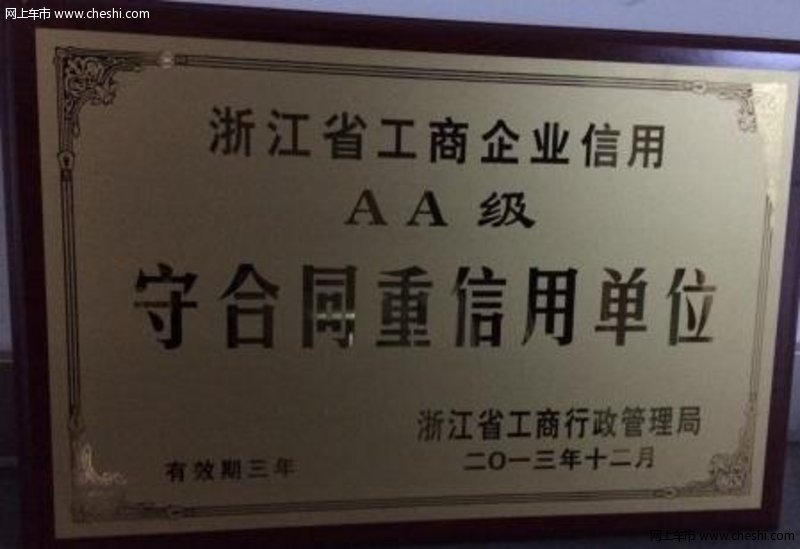 网上车市 www.cheshi.com
浙江省工商企业信用
AA级
守合同重信用单位
浙江省工商行政管理局
有效期三年
二〇一三年十二月
网上车市 www.cheshi.com